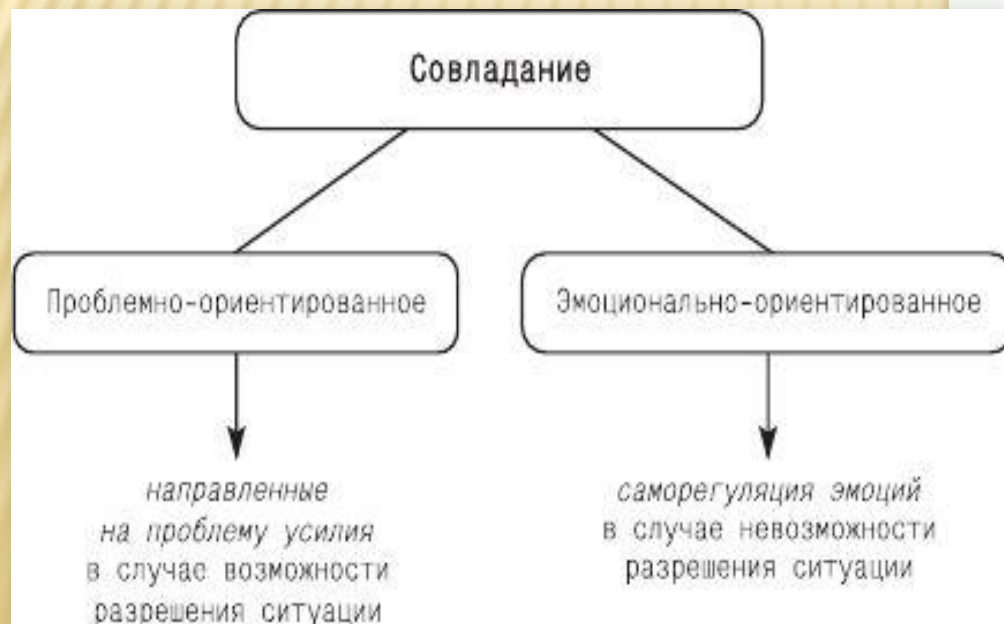 Совладание
Проблемно-ориентированное
Эмоционально-ориентированное
направленные
на проблему усилия
в случае возможности
разрешения ситуации
саморегуляция эмоций
в случае невозможности
разрешения ситуации